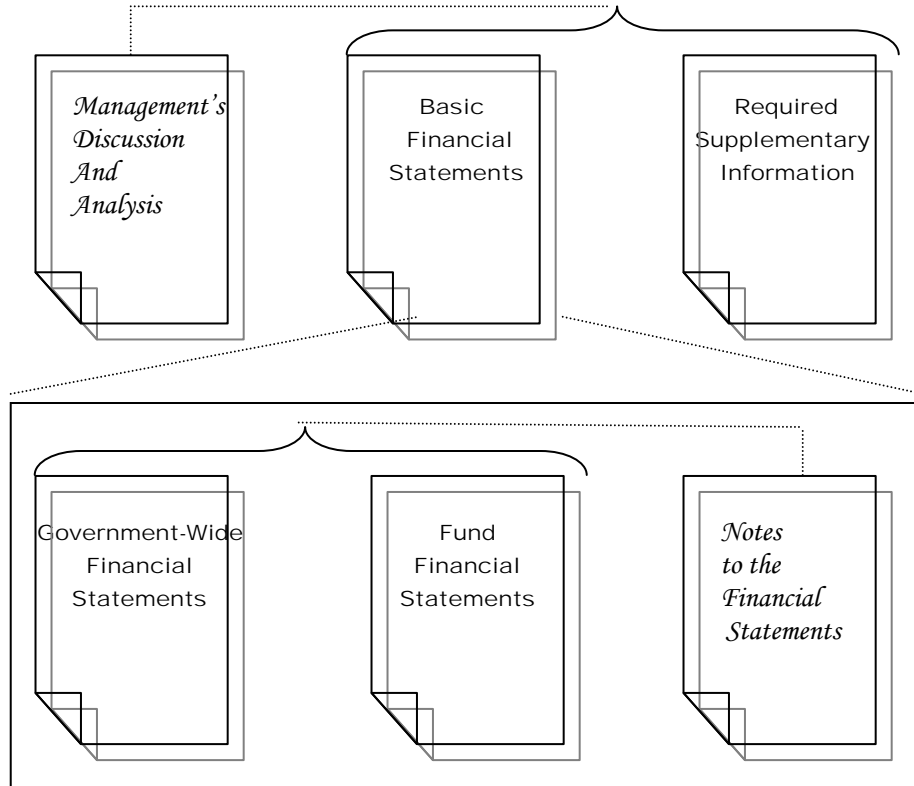 Management's
Discussion
And
Analysis
Basic
Financial
Statements
Required
Supplementary
Information
Government-Wide
Financial
Statements
Fund
Financial
Statements
Notes
to the
Financial
Statements